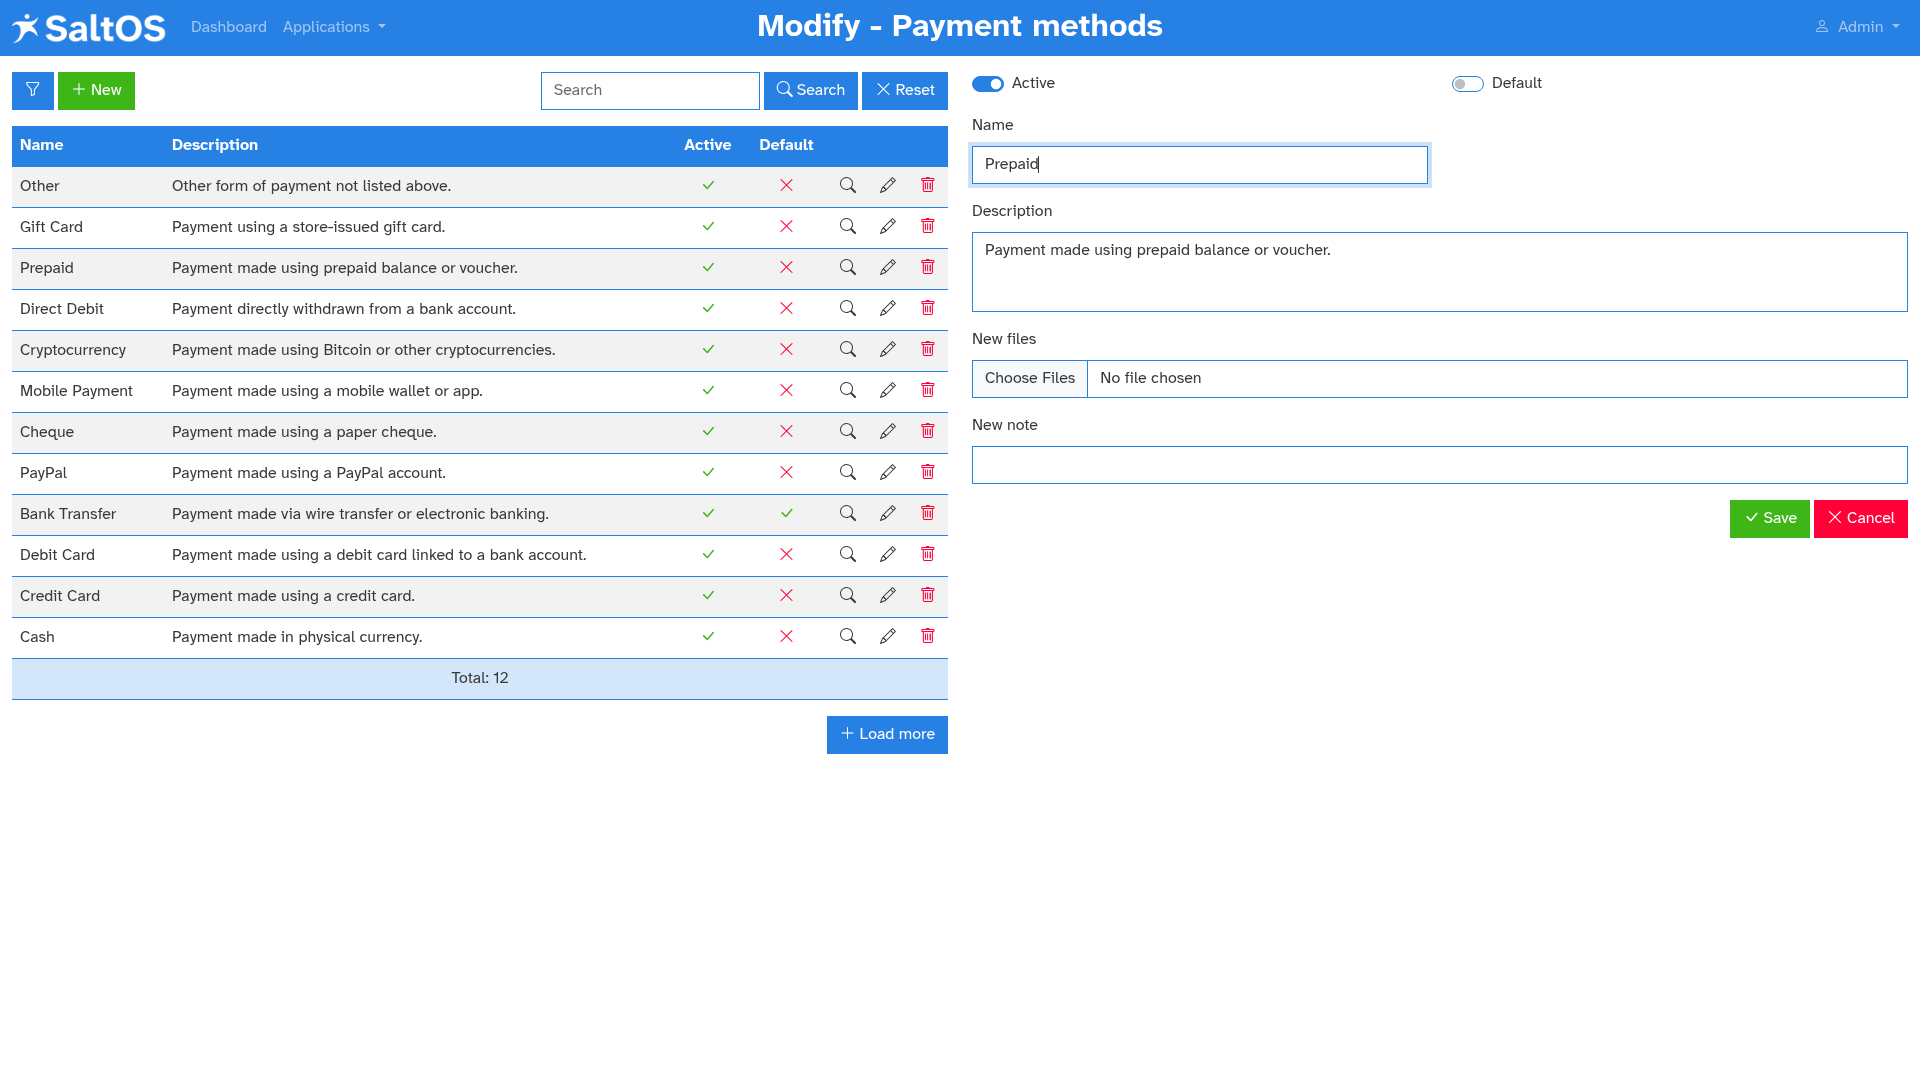 SaltOS Dashboard Applications Modify - Payment methods Admin
New Search Search Reset
Name Description Active Default
Other Other form of payment not listed above.
Gift Card Payment using a store-issued gift card.
Prepaid Payment made using prepaid balance or voucher.
Direct Debit Payment directly withdrawn from a bank account.
Cryptocurrency Payment made using Bitcoin or other cryptocurrencies.
Mobile Payment Payment made using a mobile wallet or app.
Cheque Payment made using a paper cheque.
PayPal Payment made using a PayPal account.
Bank Transfer Payment made via wire transfer or electronic banking.
Debit Card Payment made using a debit card linked to a bank account.
Credit Card Payment made using a credit card.
Cash Payment made in physical currency.
Total: 12
Load more
Active Default
Name
Prepaid
Description
Payment made using prepaid balance or voucher.
New files
Choose Files No file chosen
New note
Save Cancel